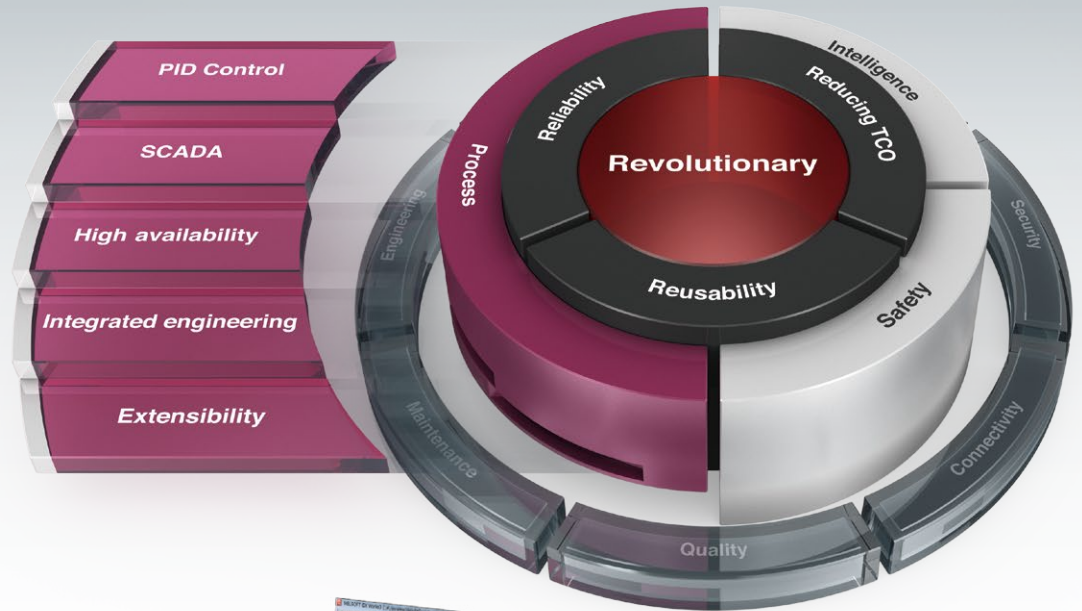 PID Control
SCADA
High availability
Integrated engineering
Extensibility
Intelligence
Reliability
Reducing TCO
Process
Revolutionary
Reusability
Safety
Engineering
Security
Maintenance
Connectivity
Quality